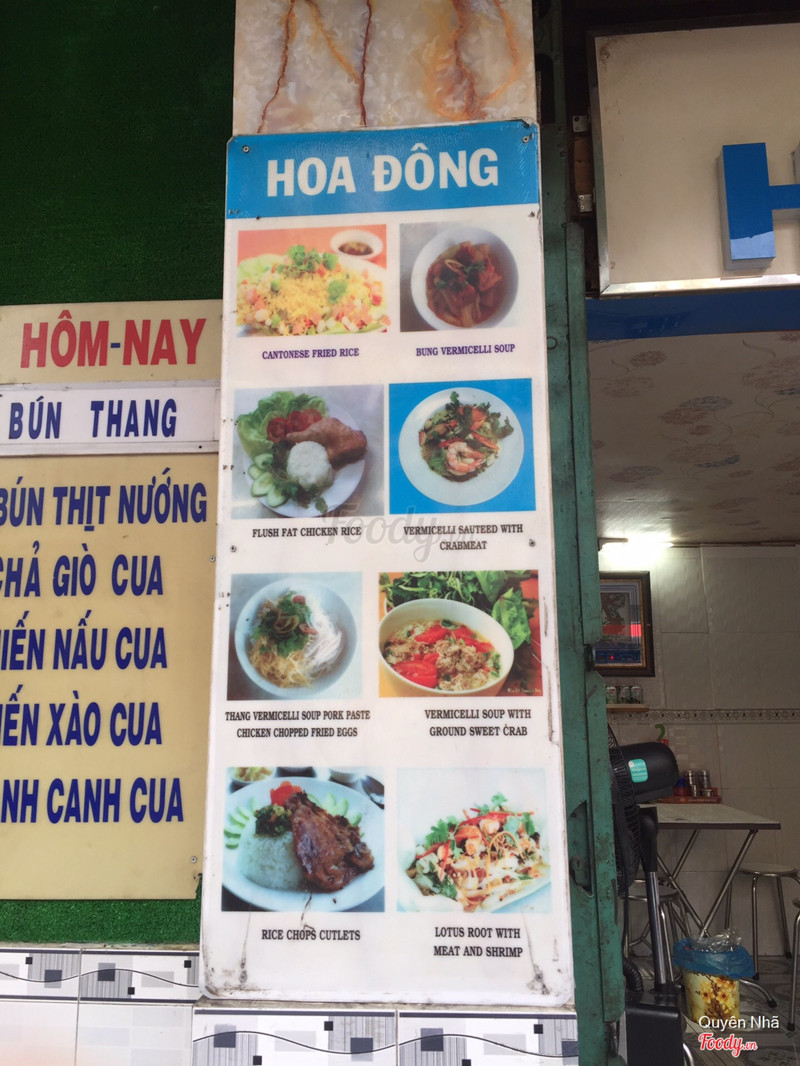 HOA ĐÔNG
CANTONESE FRIED RICE
BUNG VERMICELLI SOUP
FLUSH FAT CHICKEN RICE
VERMICELLI SAUTEED WITH
CRABMEAT
THANG VERMICELLI SOUP PORK PASTE
CHICKEN CHOPPED FRIED EGGS
VERMICELLI SOUP WITH
GROUND SWEET CRAB
RICE CHOPS CUTLETS
LOTUS ROOT WITH
MEAT AND SHRIMP
HÔM-NAY
BÚN THANG
BÚN THỊT NƯỚNG
CHẢ GIÒ CUA
IẾN NẤU CUA
IẾN XÀO CUA
NH CANH CUA
H
Foody.vn
Quyên Nhã
Foody.vn